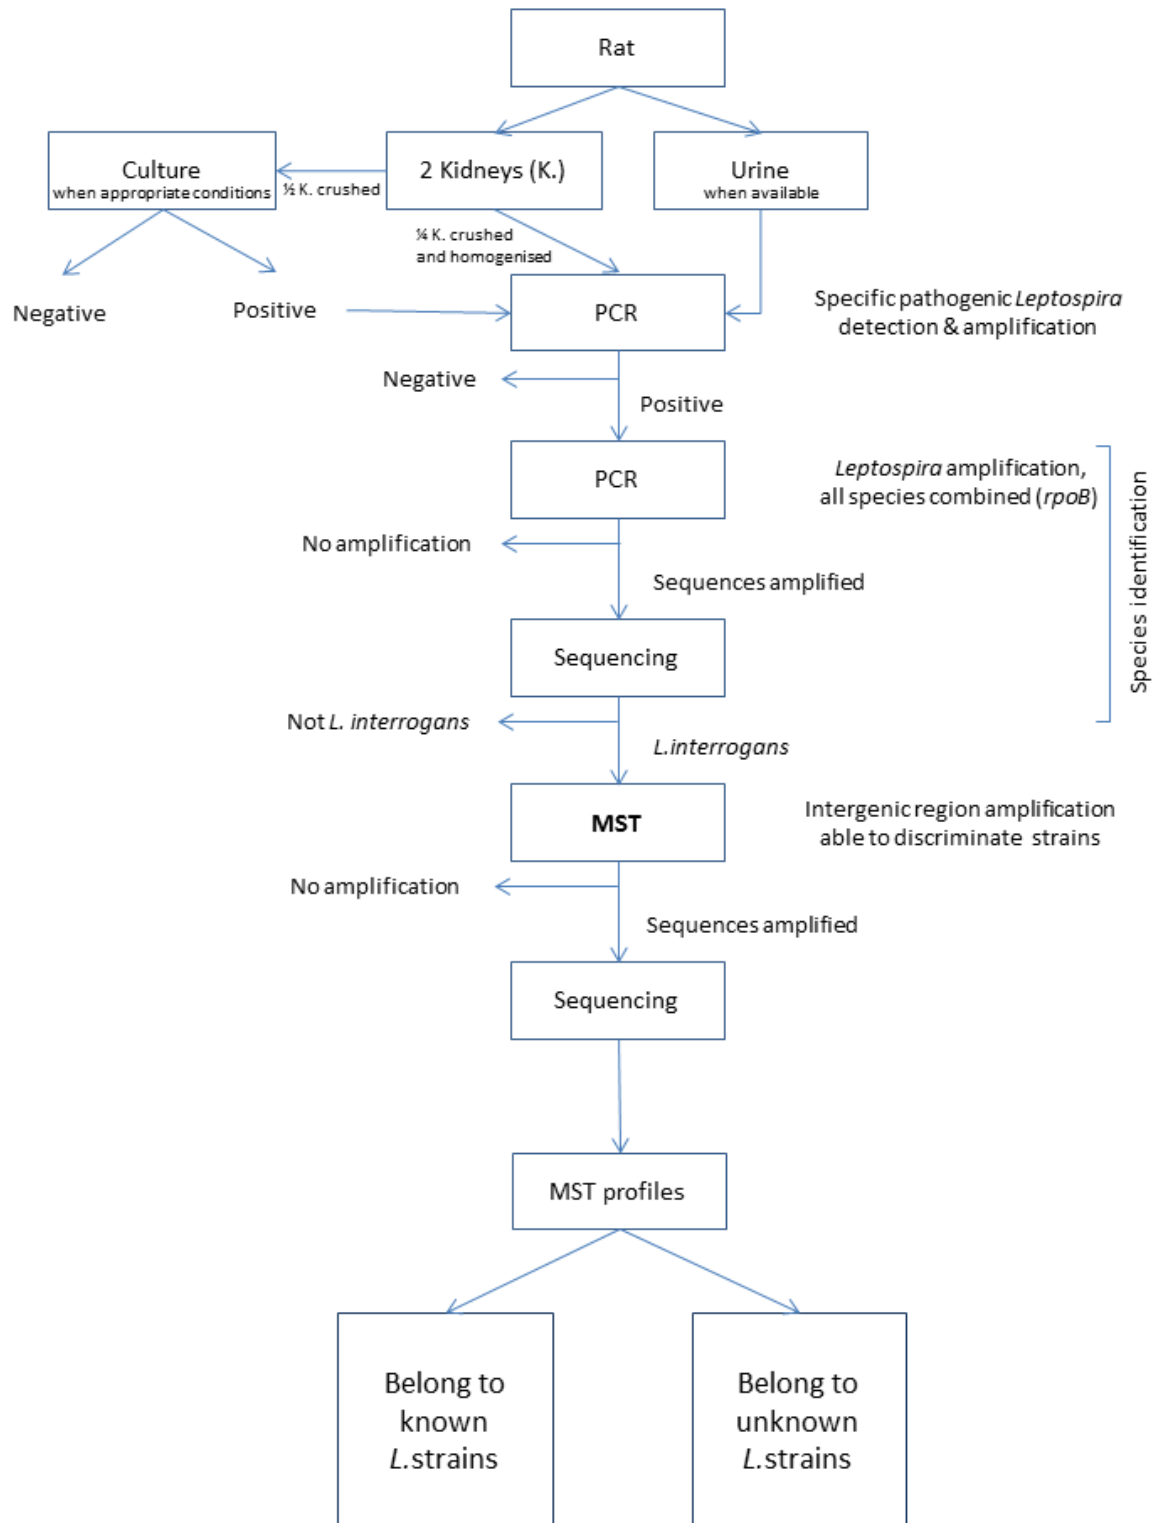 Rat
Culture
when appropriate conditions
½ K. crushed
2 Kidneys (K.)
Urine
when available
¼ K. crushed
and homogenised
Negative
Positive
PCR
Specific pathogenic Leptospira
detection & amplification
Negative
Positive
PCR
Leptospira amplification,
all species combined (rpoB)
Species identification
No amplification
Sequences amplified
Sequencing
Not L. interrogans
L.interrogans
MST
Intergenic region amplification
able to discriminate strains
No amplification
Sequences amplified
Sequencing
MST profiles
Belong to
known
L.strains
Belong to
unknown
L.strains